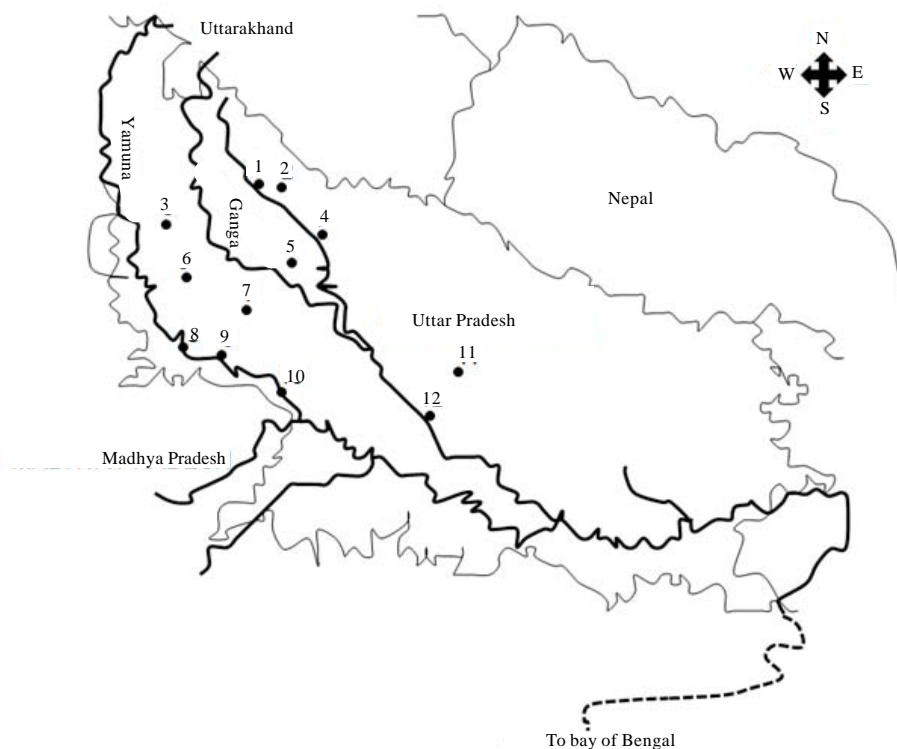 Uttarakhand
N
W E
S
Yamuna
1 2
3
Ganga
Nepal
4
5
6
7
Uttar Pradesh
8 9
11
10
12
Madhya Pradesh
To bay of Bengal